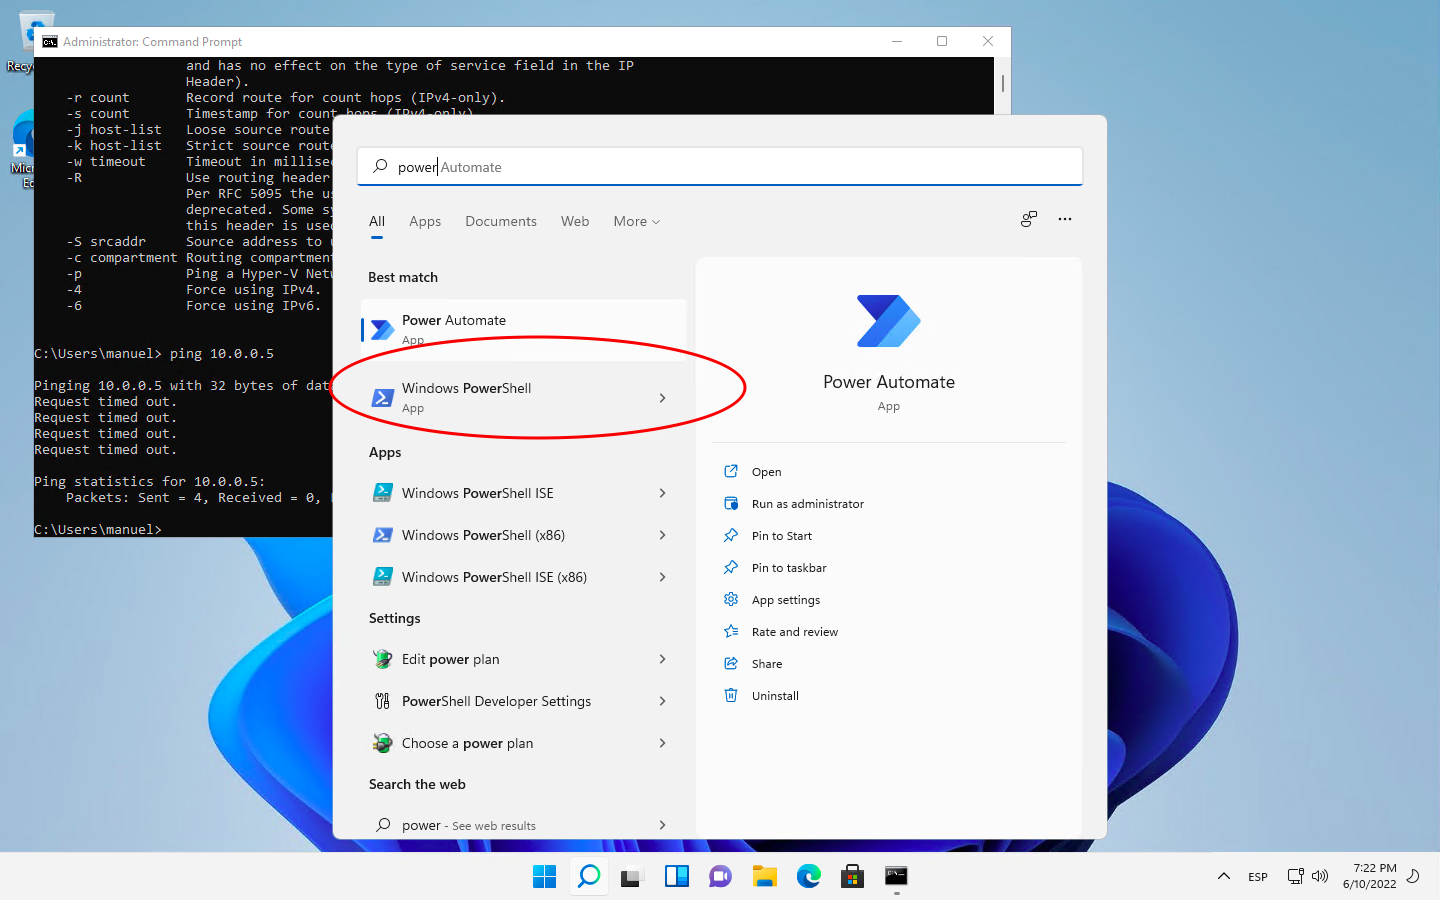 Recy
Micr
Ed
Administrator: Command Prompt
and has no effect on the type of service field in the IP
Header).
-r count Record route for count hops (IPv4-only).
-s count Timestamp for count hops (IPv4-only).
-j host-list Loose source route
-k host-list Strict source route
-w timeout Timeout in millisec
-R Use routing header
Per RFC 5095 the us
deprecated. Some sy
this header is used
-S srcaddr Source address to u
-c compartment Routing compartment
-p Ping a Hyper-V Netw
-4 Force using IPv4.
-6 Force using IPv6.
C:\Users\manuel> ping 10.0.0.5
Pinging 10.0.0.5 with 32 bytes of dat
Request timed out.
Request timed out.
Request timed out.
Request timed out.
Ping statistics for 10.0.0.5:
Packets: Sent = 4, Received = 0,
C:\Users\manuel>
power Automate
All Apps Documents Web More
Best match
Power Automate
App
Windows PowerShell
App
Apps
Windows PowerShell ISE
Windows PowerShell (x86)
Windows PowerShell ISE (x86)
Settings
Edit power plan
PowerShell Developer Settings
Choose a power plan
Search the web
power - See web results
Power Automate
App
Open
Run as administrator
Pin to Start
Pin to taskbar
App settings
Rate and review
Share
Uninstall
ESP
7:22 PM
6/10/2022